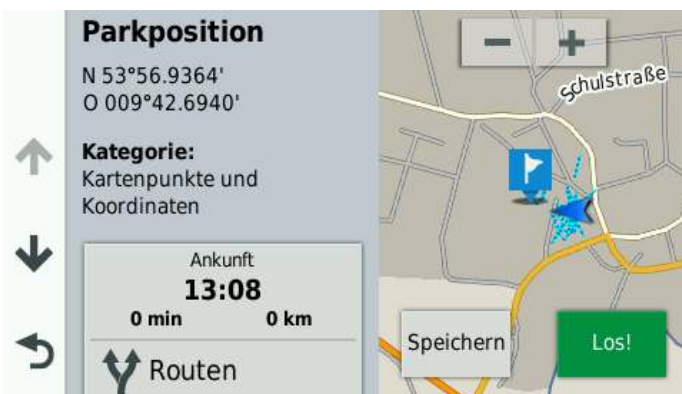 Parkposition
N 53°56.9364'
O 009°42.6940'
Kategorie:
Kartenpunkte und
Koordinaten
Ankunft
13:08
0 min 0 km
Routen
Schulstraße
Speichern
Los!